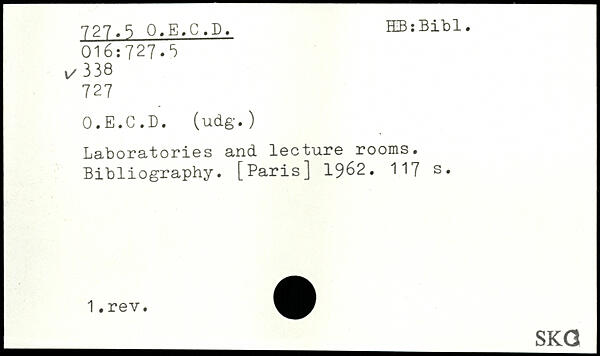 727.5 O.E.C.D. HB:Bibl.
016:727.5
✓ 338
727
O.E.C.D. (udg.)
Laboratories and lecture rooms.
Bibliography. [Paris] 1962. 117 s.
1.rev.